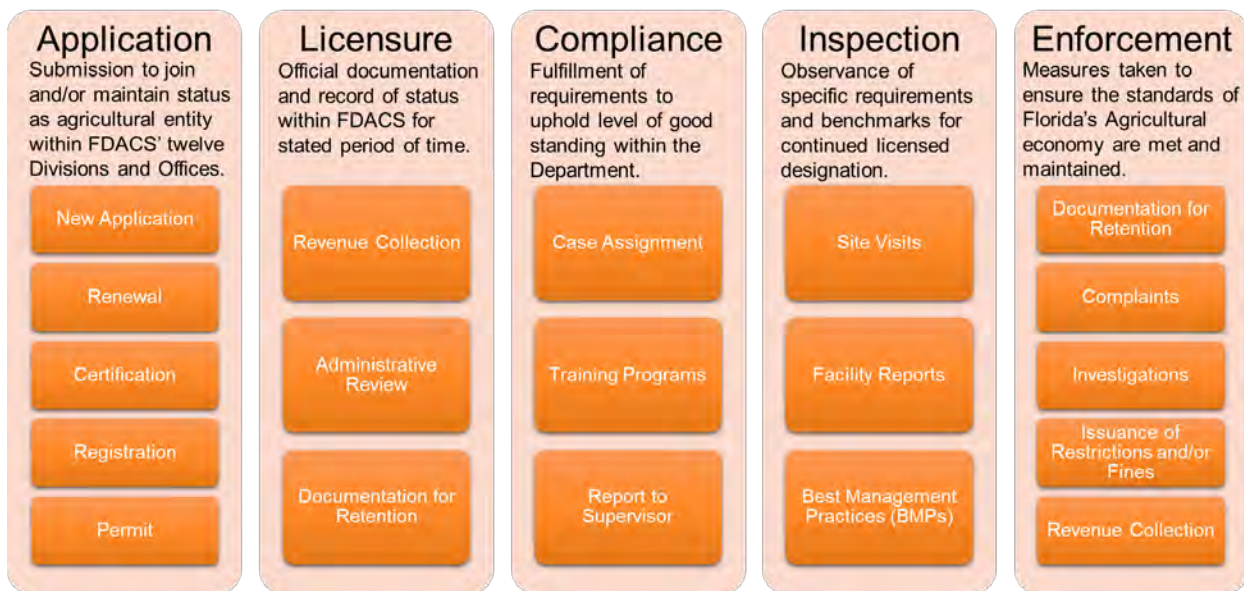 Application
Submission to join
and/or maintain status
as agricultural entity
within FDACS' twelve
Divisions and Offices.
New Application
Renewal
Certification
Registration
Permit
Licensure
Official documentation
and record of status
within FDACS for
stated period of time.
Revenue Collection
Administrative
Review
Documentation for
Retention
Compliance
Fulfillment of
requirements to
uphold level of good
standing within the
Department.
Case Assignment
Training Programs
Report to
Supervisor
Inspection
Observance of
specific requirements
and benchmarks for
continued licensed
designation.
Site Visits
Facility Reports
Best Management
Practices (BMPs)
Enforcement
Measures taken to
ensure the standards of
Florida's Agricultural
economy are met and
maintained.
Documentation for
Retention
Complaints
Investigations
Issuance of
Restrictions and/or
Fines
Revenue Collection